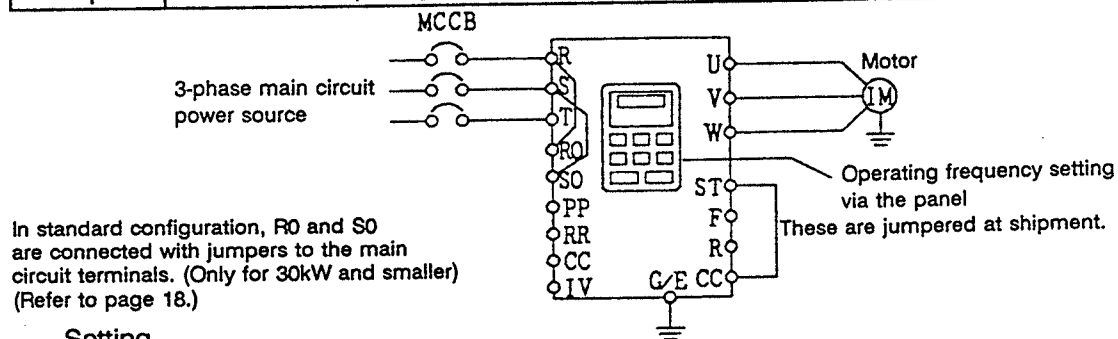 MCCB
3-phase main circuit
power source
R
S
T
RO
SO
PP
RR
CC
IV
U
V
W
ST
F
R
CC
G/E
Motor
IM
Operating frequency setting
via the panel
These are jumpered at shipment.
In standard configuration, R0 and S0
are connected with jumpers to the main
circuit terminals. (Only for 30kW and smaller)
(Refer to page 18.)
Setting